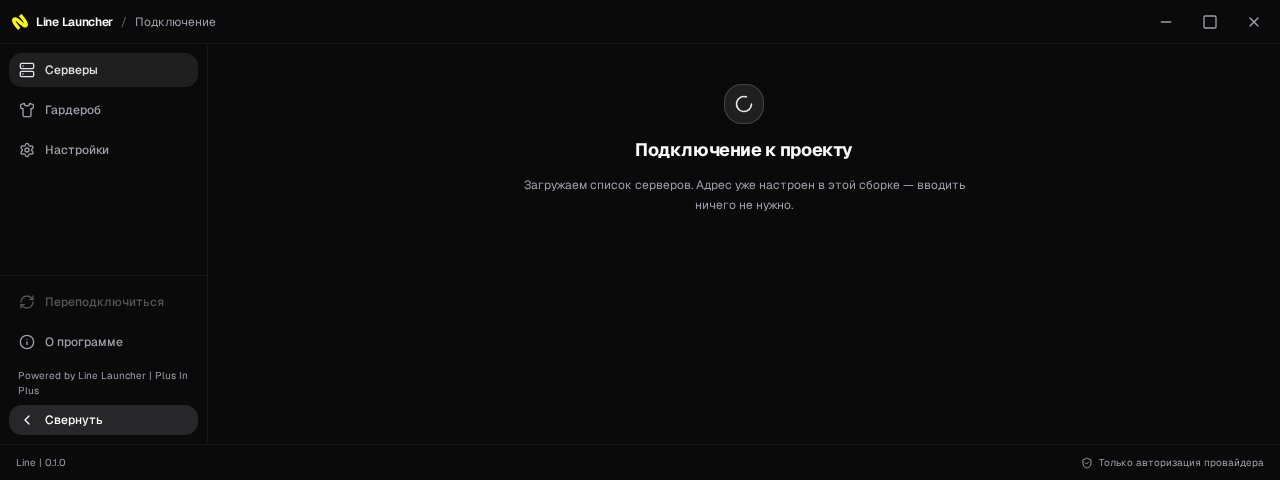 Line Launcher / Подключение
Серверы
Гардероб
Настройки
Подключение к проекту
Загружаем список серверов. Адрес уже настроен в этой сборке — вводить
ничего не нужно.
Переподключиться
О программе
Powered by Line Launcher | Plus In
Plus
Свернуть
Line | 0.1.0
Только авторизация провайдера